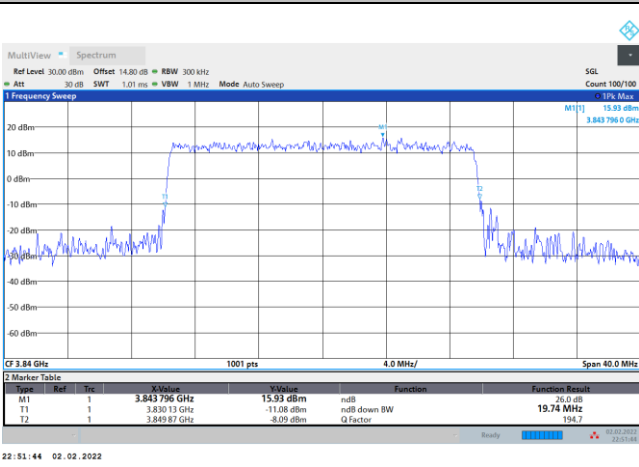 MultiView Spectrum
Ref Level 30.00 dBm Offset 14.80 dB RBW 300 kHz SGL
Att 30 dB SWT 1.01 ms VBW 1 MHz Mode Auto Sweep Count 100/100
1 Frequency Sweep 1Pk Max
M1[1] 15.93 dBm
3.843 796 0 GHz
20 dBm
M1
10 dBm
0 dBm
T1
T2
-10 dBm
-20 dBm
-30 dBm
-40 dBm
-50 dBm
-60 dBm
CF 3.84 GHz 1001 pts 4.0 MHz/ Span 40.0 MHz
2 Marker Table
Type Ref Trc X-Value Y-Value Function Function Result
M1 1 3.843 796 GHz 15.93 dBm ndB 26.0 dB
T1 1 3.830 13 GHz -11.08 dBm ndB down BW 19.74 MHz
T2 1 3.849 87 GHz -8.09 dBm Q Factor 194.7
Ready 02.02.2022
22:51:44
22:51:44 02.02.2022